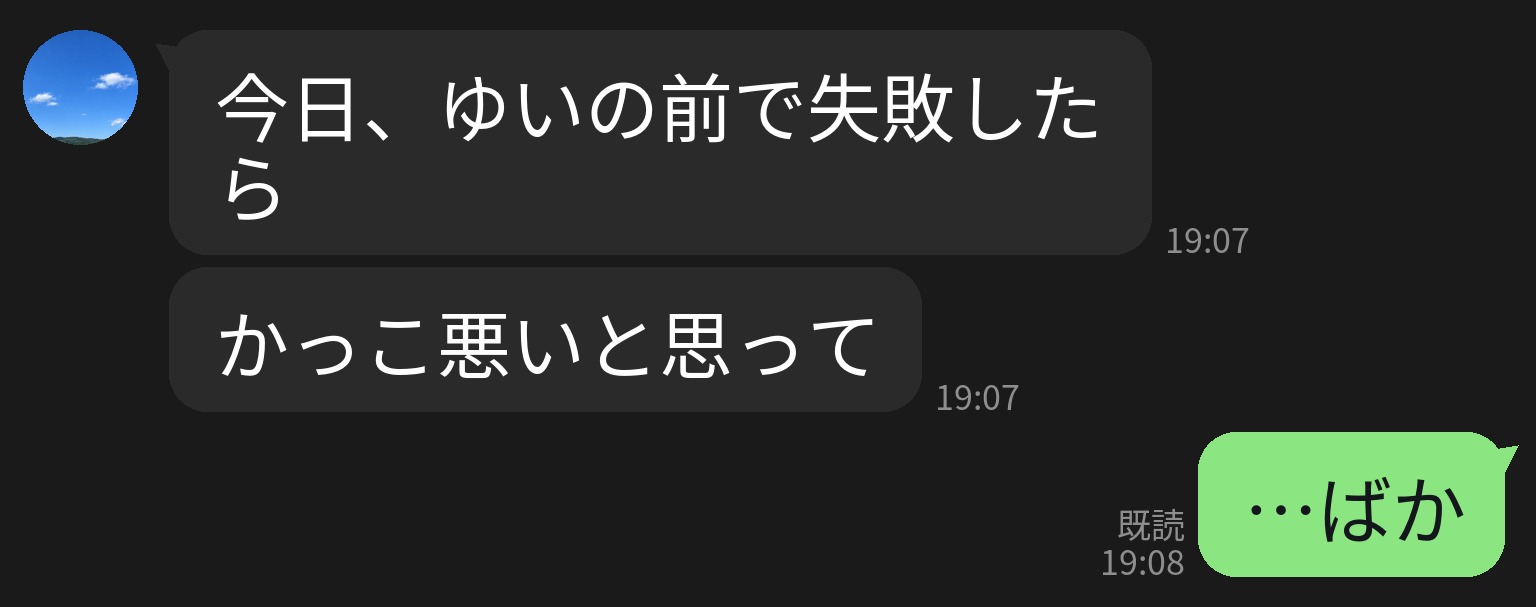 今日、ゆいの前で失敗した
ら
19:07
かっこ悪いと思って
19:07
…ばか
既読
19:08